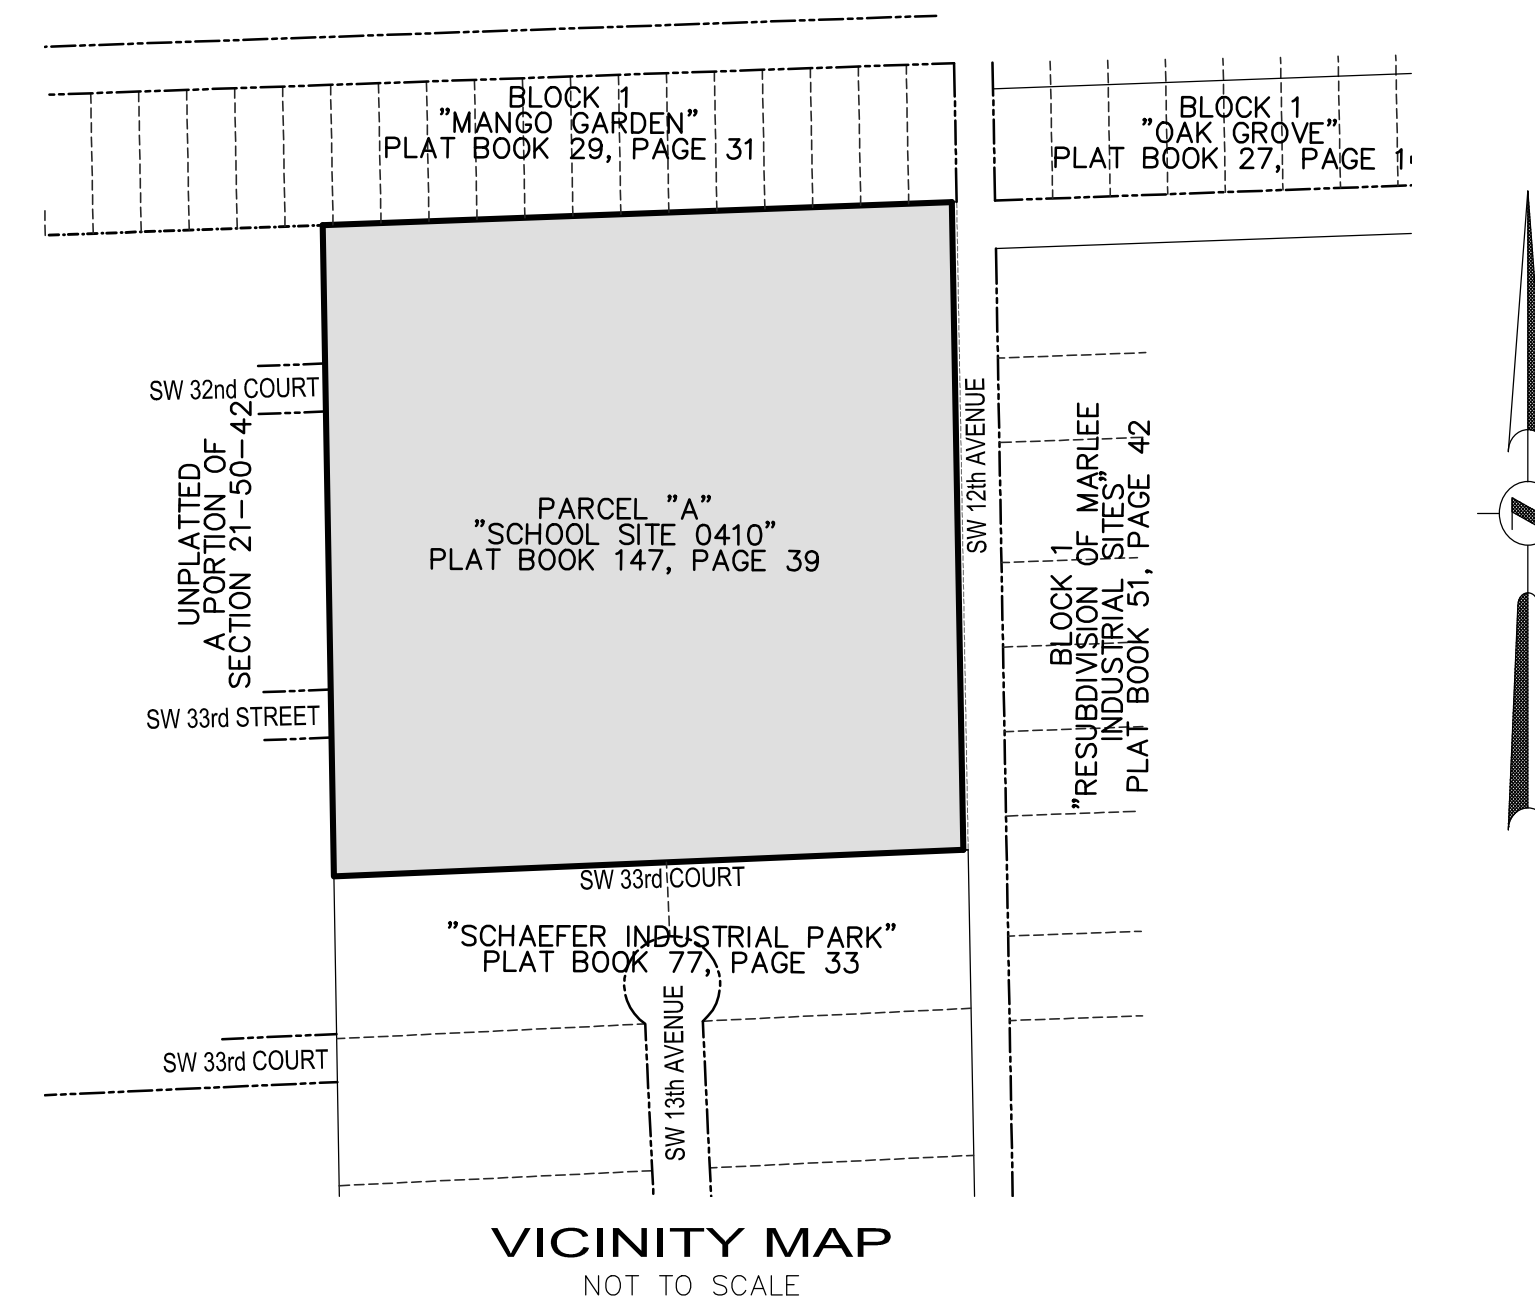 BLOCK 1
"MANGO GARDEN"
PLAT BOOK 29, PAGE 31
BLOCK 1
"OAK GROVE"
PLAT BOOK 27, PAGE
SW 32nd COURT
UNPLATTED
A PORTION OF
SECTION 21-50-42
SW 33rd STREET
PARCEL "A"
"SCHOOL SITE 0410"
PLAT BOOK 147, PAGE 39
SW 12th AVENUE
BLOCK 1
"RESUBDIVISION OF MARLEE
INDUSTRIAL SITES"
PLAT BOOK 51, PAGE 42
SW 33rd COURT
"SCHAEFER INDUSTRIAL PARK"
PLAT BOOK 77, PAGE 33
SW 13th AVENUE
SW 33rd COURT
VICINITY MAP
NOT TO SCALE